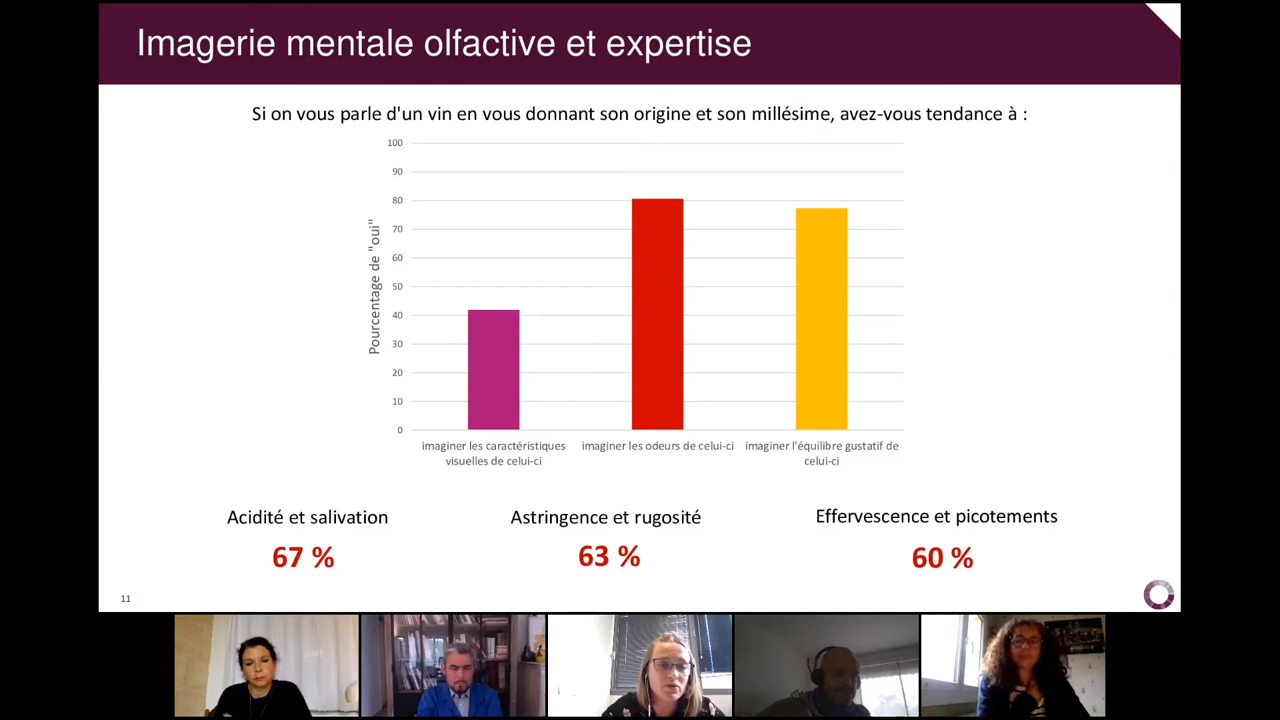 Imagerie mentale olfactive et expertise
Si on vous parle d'un vin en vous donnant son origine et son millésime, avez-vous tendance à :
Pourcentage de "oui"
100
90
80
70
60
50
40
30
20
10
0
imaginer les caractéristiques
visuelles de celui-ci
imaginer les odeurs de celui-ci
imaginer l'équilibre gustatif de
celui-ci
Acidité et salivation
67 %
Astringence et rugosité
63 %
Effervescence et picotements
60 %
11